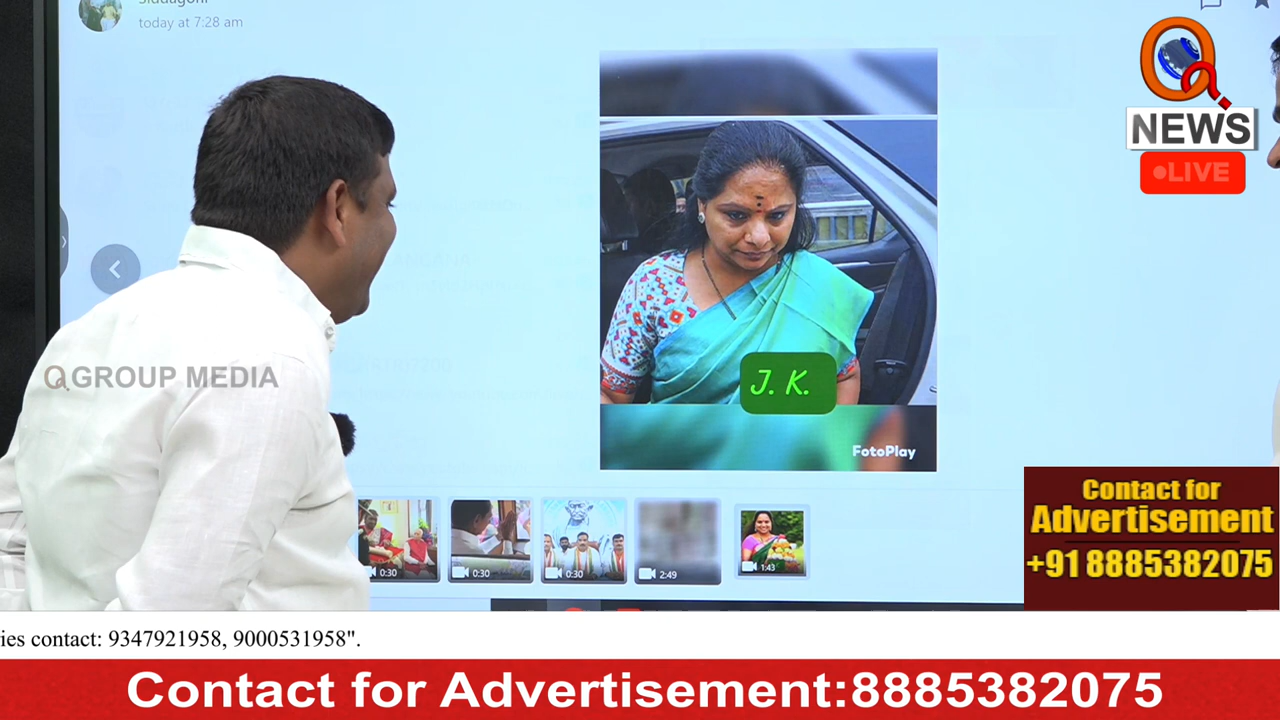 today at 7:28 am
Q
NEWS
LIVE
Q GROUP MEDIA
J. K.
FotoPlay
0:30
0:30
0:30
2:49
1:43
Contact for
Advertisement
+91 8885382075
ies contact: 9347921958, 9000531958".
Contact for Advertisement:8885382075